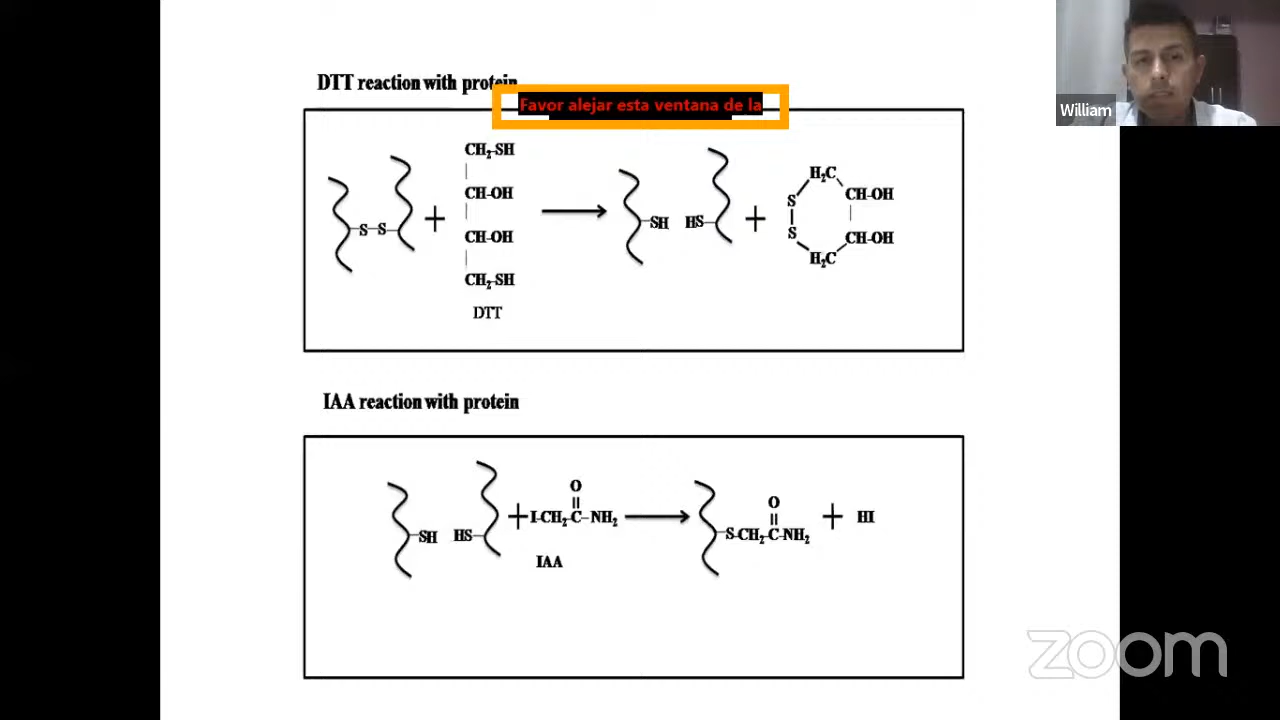 DTT reaction with protein
Favor alejar esta ventana de la
William
CH₂-SH
CH-OH
CH-OH
CH₂-SH
DTT
S-S
+
SH HS
+
H₂C
S
CH-OH
S
CH-OH
H₂C
IAA reaction with protein
SH HS
+
O
I-CH₂-C-NH₂
IAA
O
S-CH₂-C-NH₂
+
HI
zoom